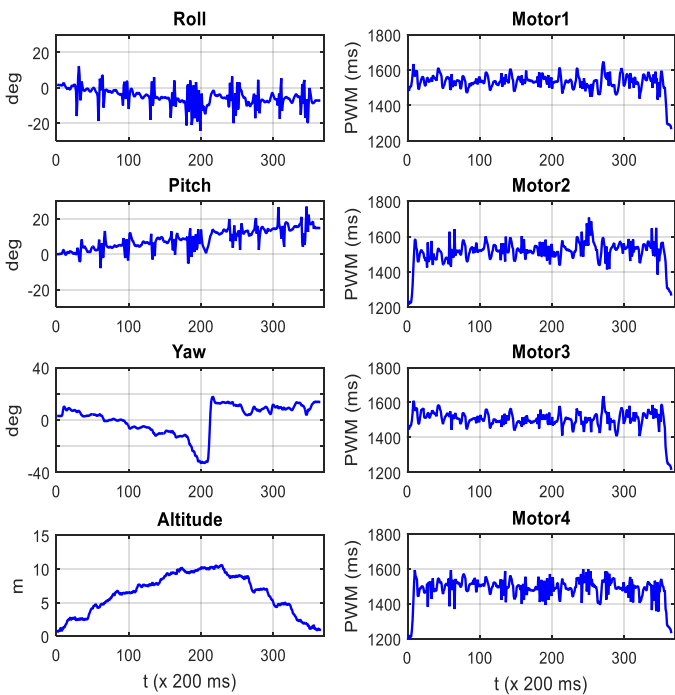 Roll
deg
20
0
-20
0 100 200 300
Motor1
PWM (ms)
1800
1600
1400
1200
0 100 200 300
Pitch
deg
20
0
-20
0 100 200 300
Motor2
PWM (ms)
1800
1600
1400
1200
0 100 200 300
Yaw
deg
40
0
-40
0 100 200 300
Motor3
PWM (ms)
1800
1600
1400
1200
0 100 200 300
Altitude
m
15
10
5
0
0 100 200 300
t (x 200 ms)
Motor4
PWM (ms)
1800
1600
1400
1200
0 100 200 300
t (x 200 ms)